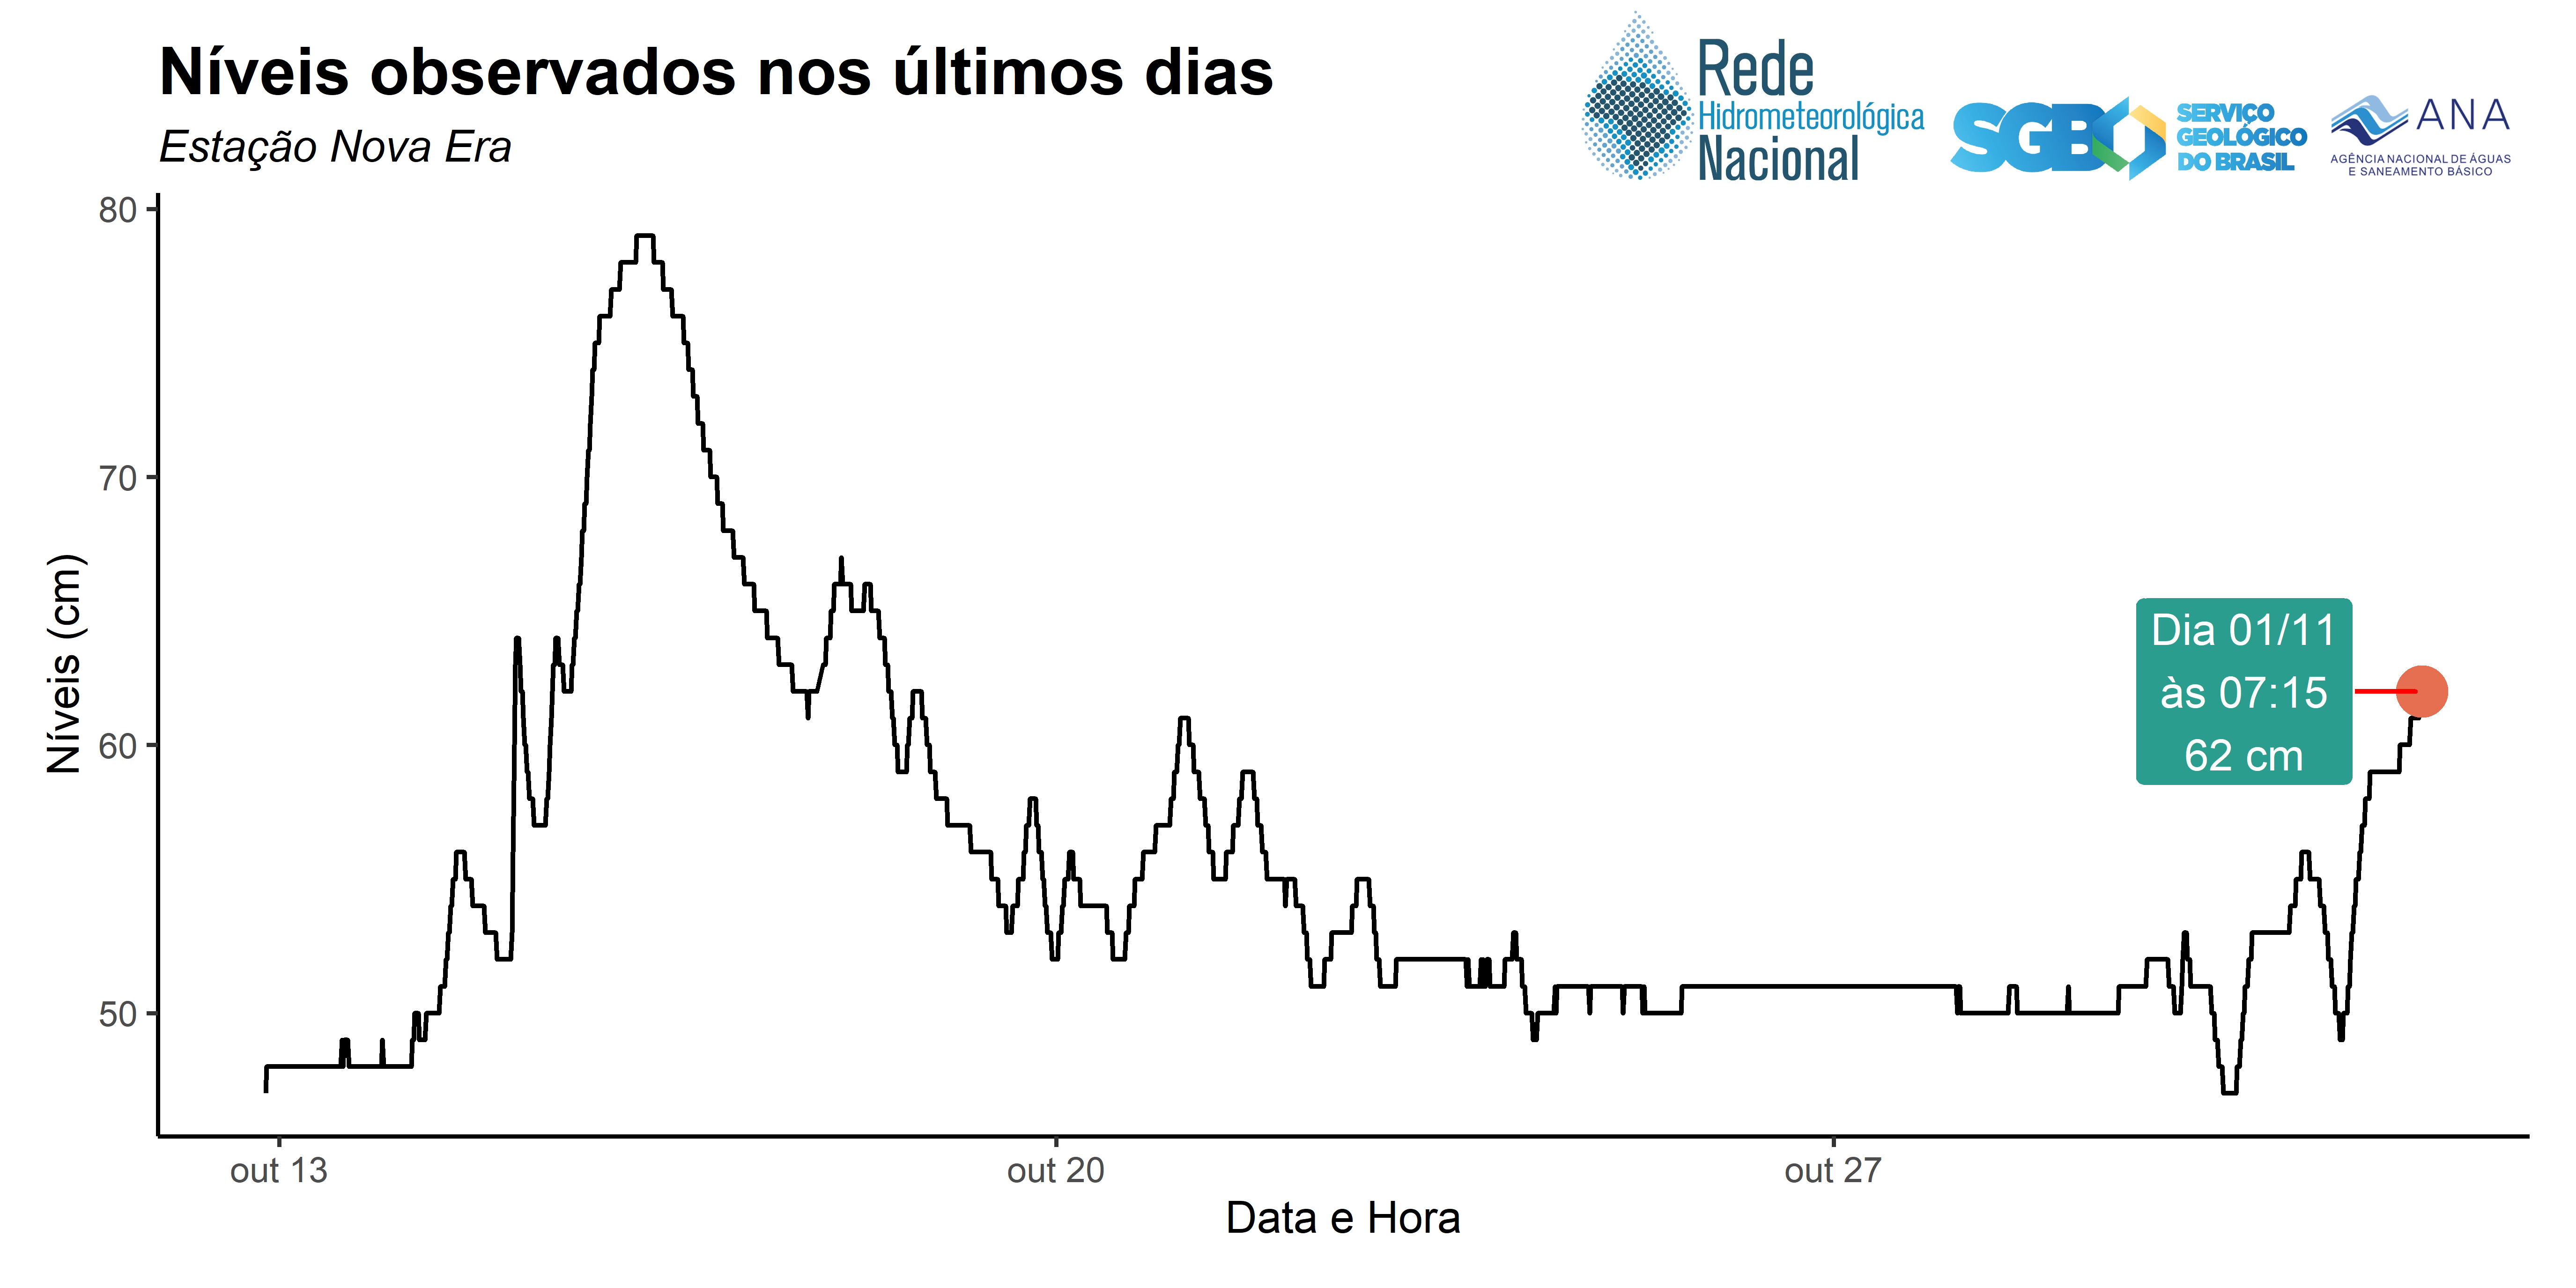 Níveis observados nos últimos dias
Estação Nova Era
Rede
Hidrometeorológica
Nacional
SGB
SERVIÇO
GEOLÓGICO
DO BRASIL
ANA
AGÊNCIA NACIONAL DE ÁGUAS
E SANEAMENTO BÁSICO
80
70
60
50
Níveis (cm)
Dia 01/11
às 07:15
62 cm
out 13
out 20
out 27
Data e Hora